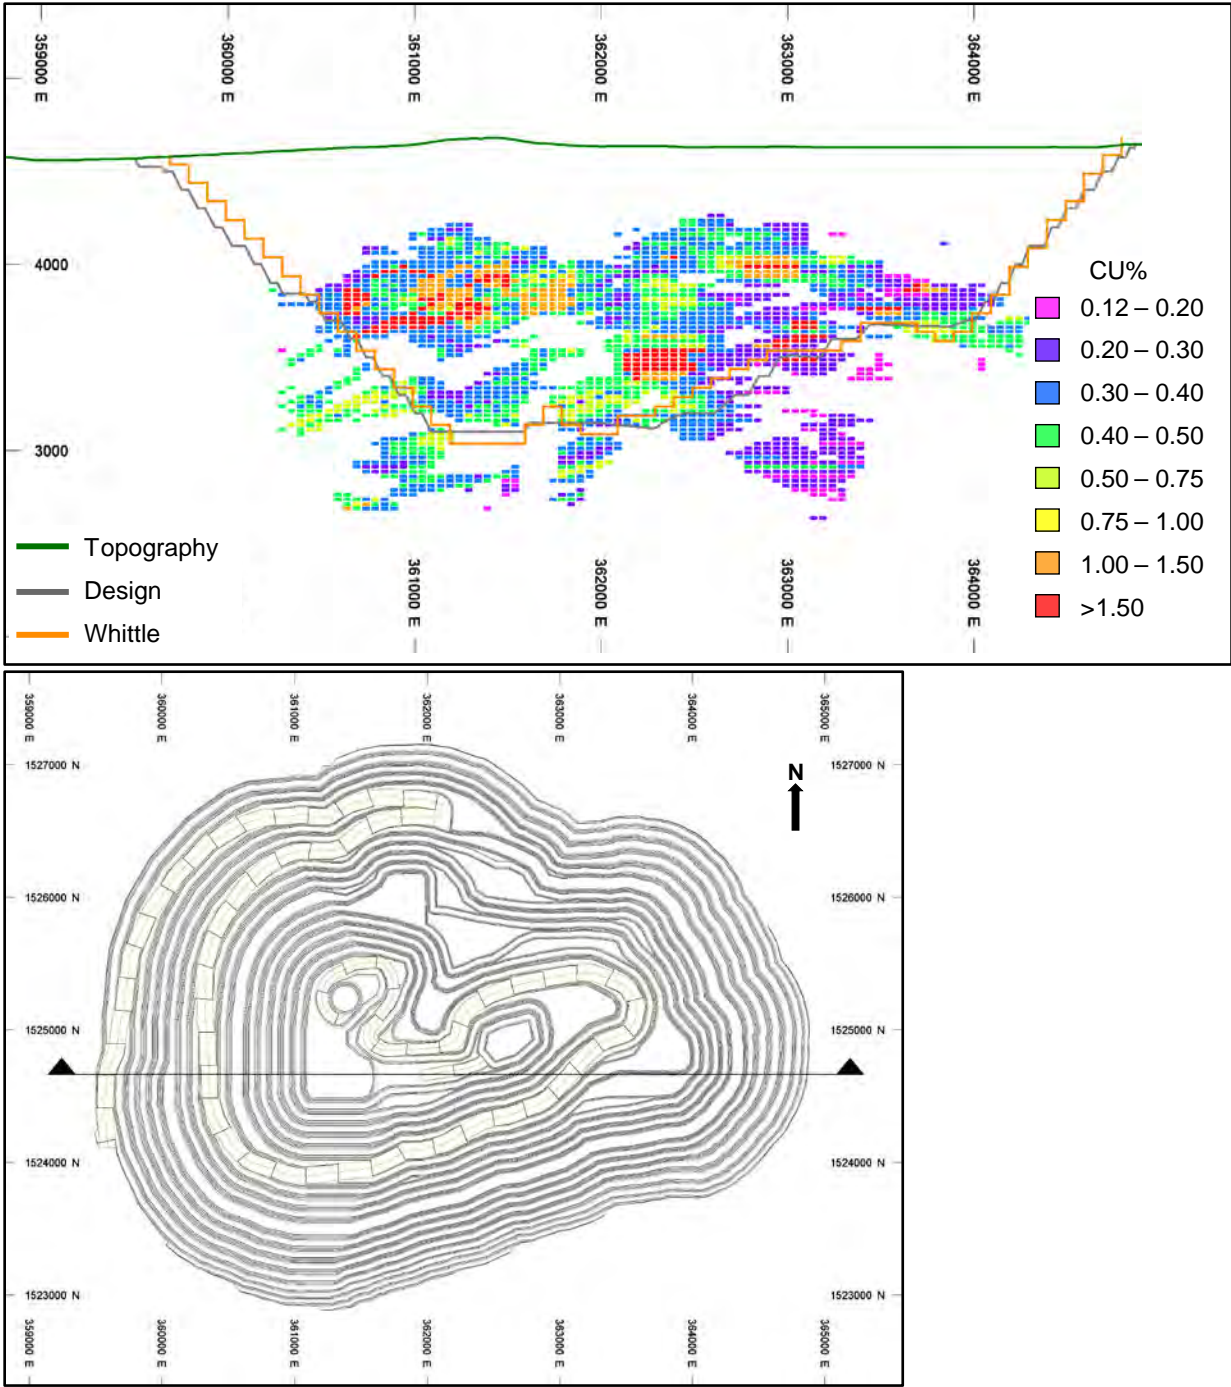 359000 E
360000 E
361000 E
362000 E
363000 E
364000 E
4000
3000
CU%
0.12 – 0.20
0.20 – 0.30
0.30 – 0.40
0.40 – 0.50
0.50 – 0.75
0.75 – 1.00
1.00 – 1.50
>1.50
Topography
Design
Whittle
361000 E
362000 E
363000 E
364000 E
359000 E
360000 E
361000 E
362000 E
363000 E
364000 E
365000 E
1527000 N
1527000 N
N
1526000 N
1526000 N
1525000 N
1525000 N
1524000 N
1524000 N
1523000 N
1523000 N
359000 E
360000 E
361000 E
362000 E
363000 E
364000 E
365000 E